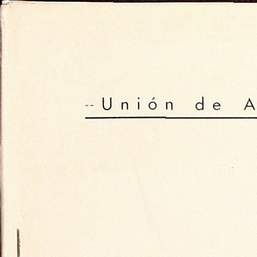 -- Unión de A